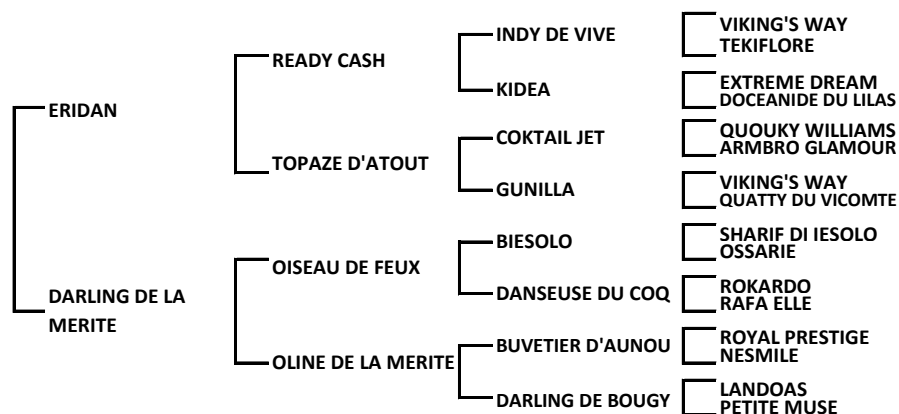 INDY DE VIVE
VIKING'S WAY
TEKIFLORE
READY CASH
KIDEA
EXTREME DREAM
DOCEANIDE DU LILAS
ERIDAN
COKTAIL JET
QUOUKY WILLIAMS
ARMBRO GLAMOUR
TOPAZE D'ATOUT
GUNILLA
VIKING'S WAY
QUATTY DU VICOMTE
BIESOLO
SHARIF DI IESOLO
OSSARIE
OISEAU DE FEUX
DANSEUSE DU COQ
ROKARDO
RAFA ELLE
DARLING DE LA
MERITE
BUVETIER D'AUNOU
ROYAL PRESTIGE
NESMILE
OLINE DE LA MERITE
DARLING DE BOUGY
LANDOAS
PETITE MUSE